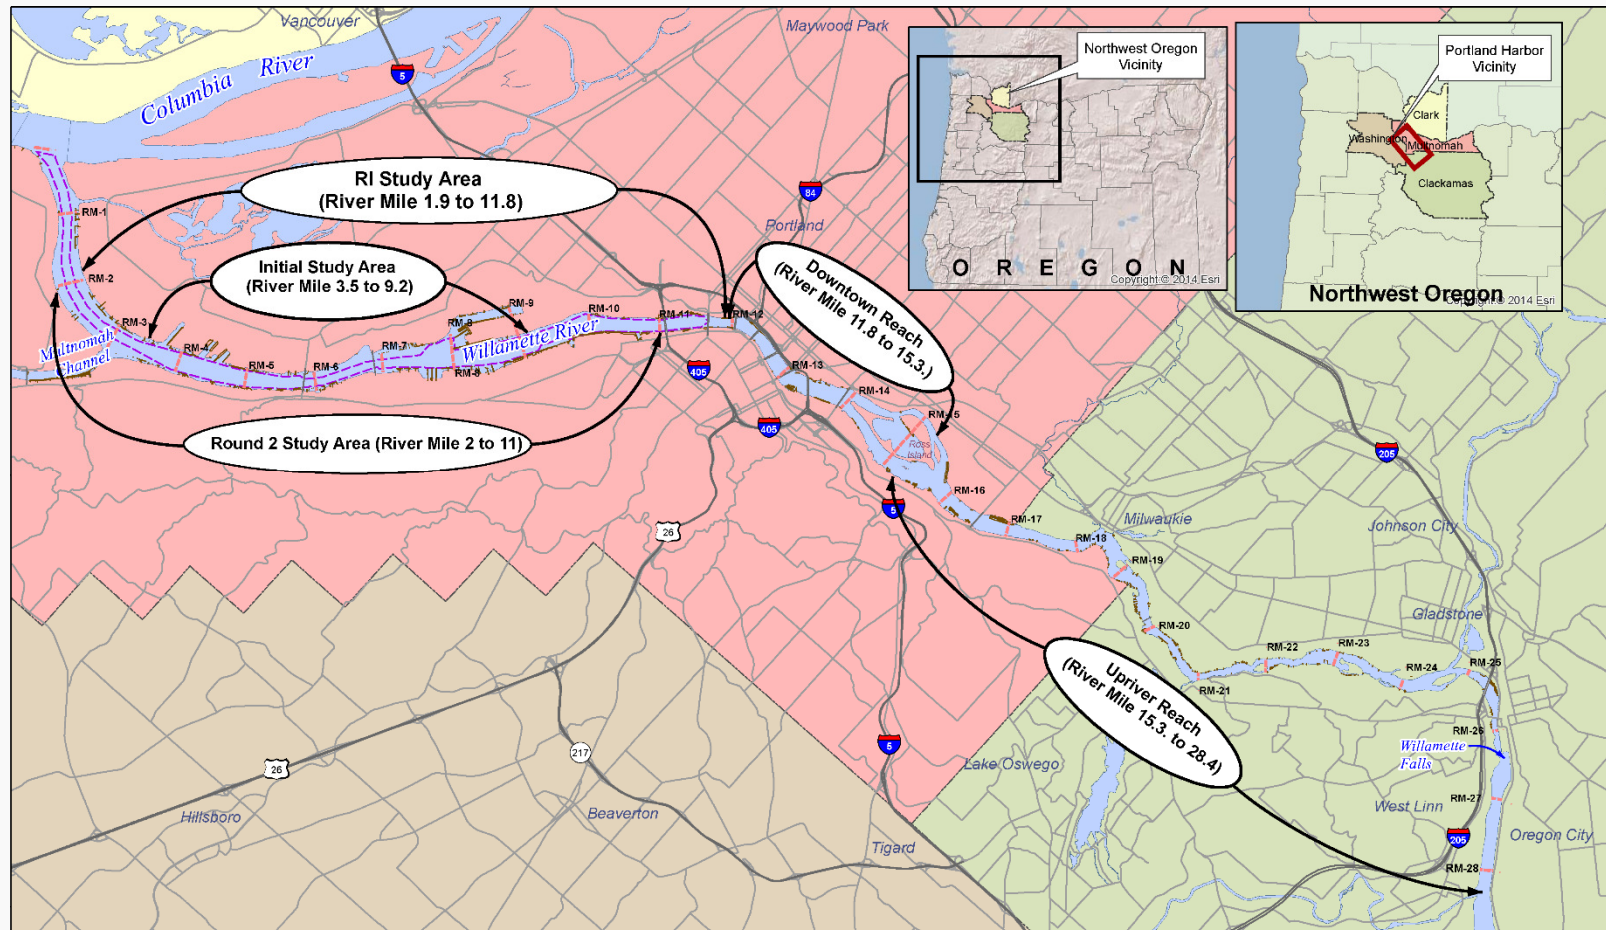 Vancouver
Maywood Park
Columbia River
5
RI Study Area
(River Mile 1.9 to 11.8)
84
Portland
RM-1
RM-2
Initial Study Area
(River Mile 3.5 to 9.2)
Downtown Reach
(River Mile 11.8 to 15.3.)
RM-3
RM-4
RM-5
RM-6
RM-7
RM-8
RM-8
RM-9
RM-10
RM-11
RM-12
RM-13
RM-14
RM-15
RM-16
RM-17
RM-18
RM-19
RM-20
RM-21
RM-22
RM-23
RM-24
RM-25
RM-26
RM-27
RM-28
Willamette River
Multnomah
Channel
Round 2 Study Area (River Mile 2 to 11)
405
405
Ross
Island
5
26
205
Milwaukie
Johnson City
Gladstone
Upriver Reach
(River Mile 15.3. to 28.4)
Willamette
Falls
Lake Oswego
West Linn
Oregon City
205
5
217
26
Hillsboro
Beaverton
Tigard
Northwest Oregon
Vicinity
OREGON
Copyright:© 2014 Esri
Portland Harbor
Vicinity
Clark
Washington
Multnomah
Clackamas
Northwest Oregon
Copyright:© 2014 Esri